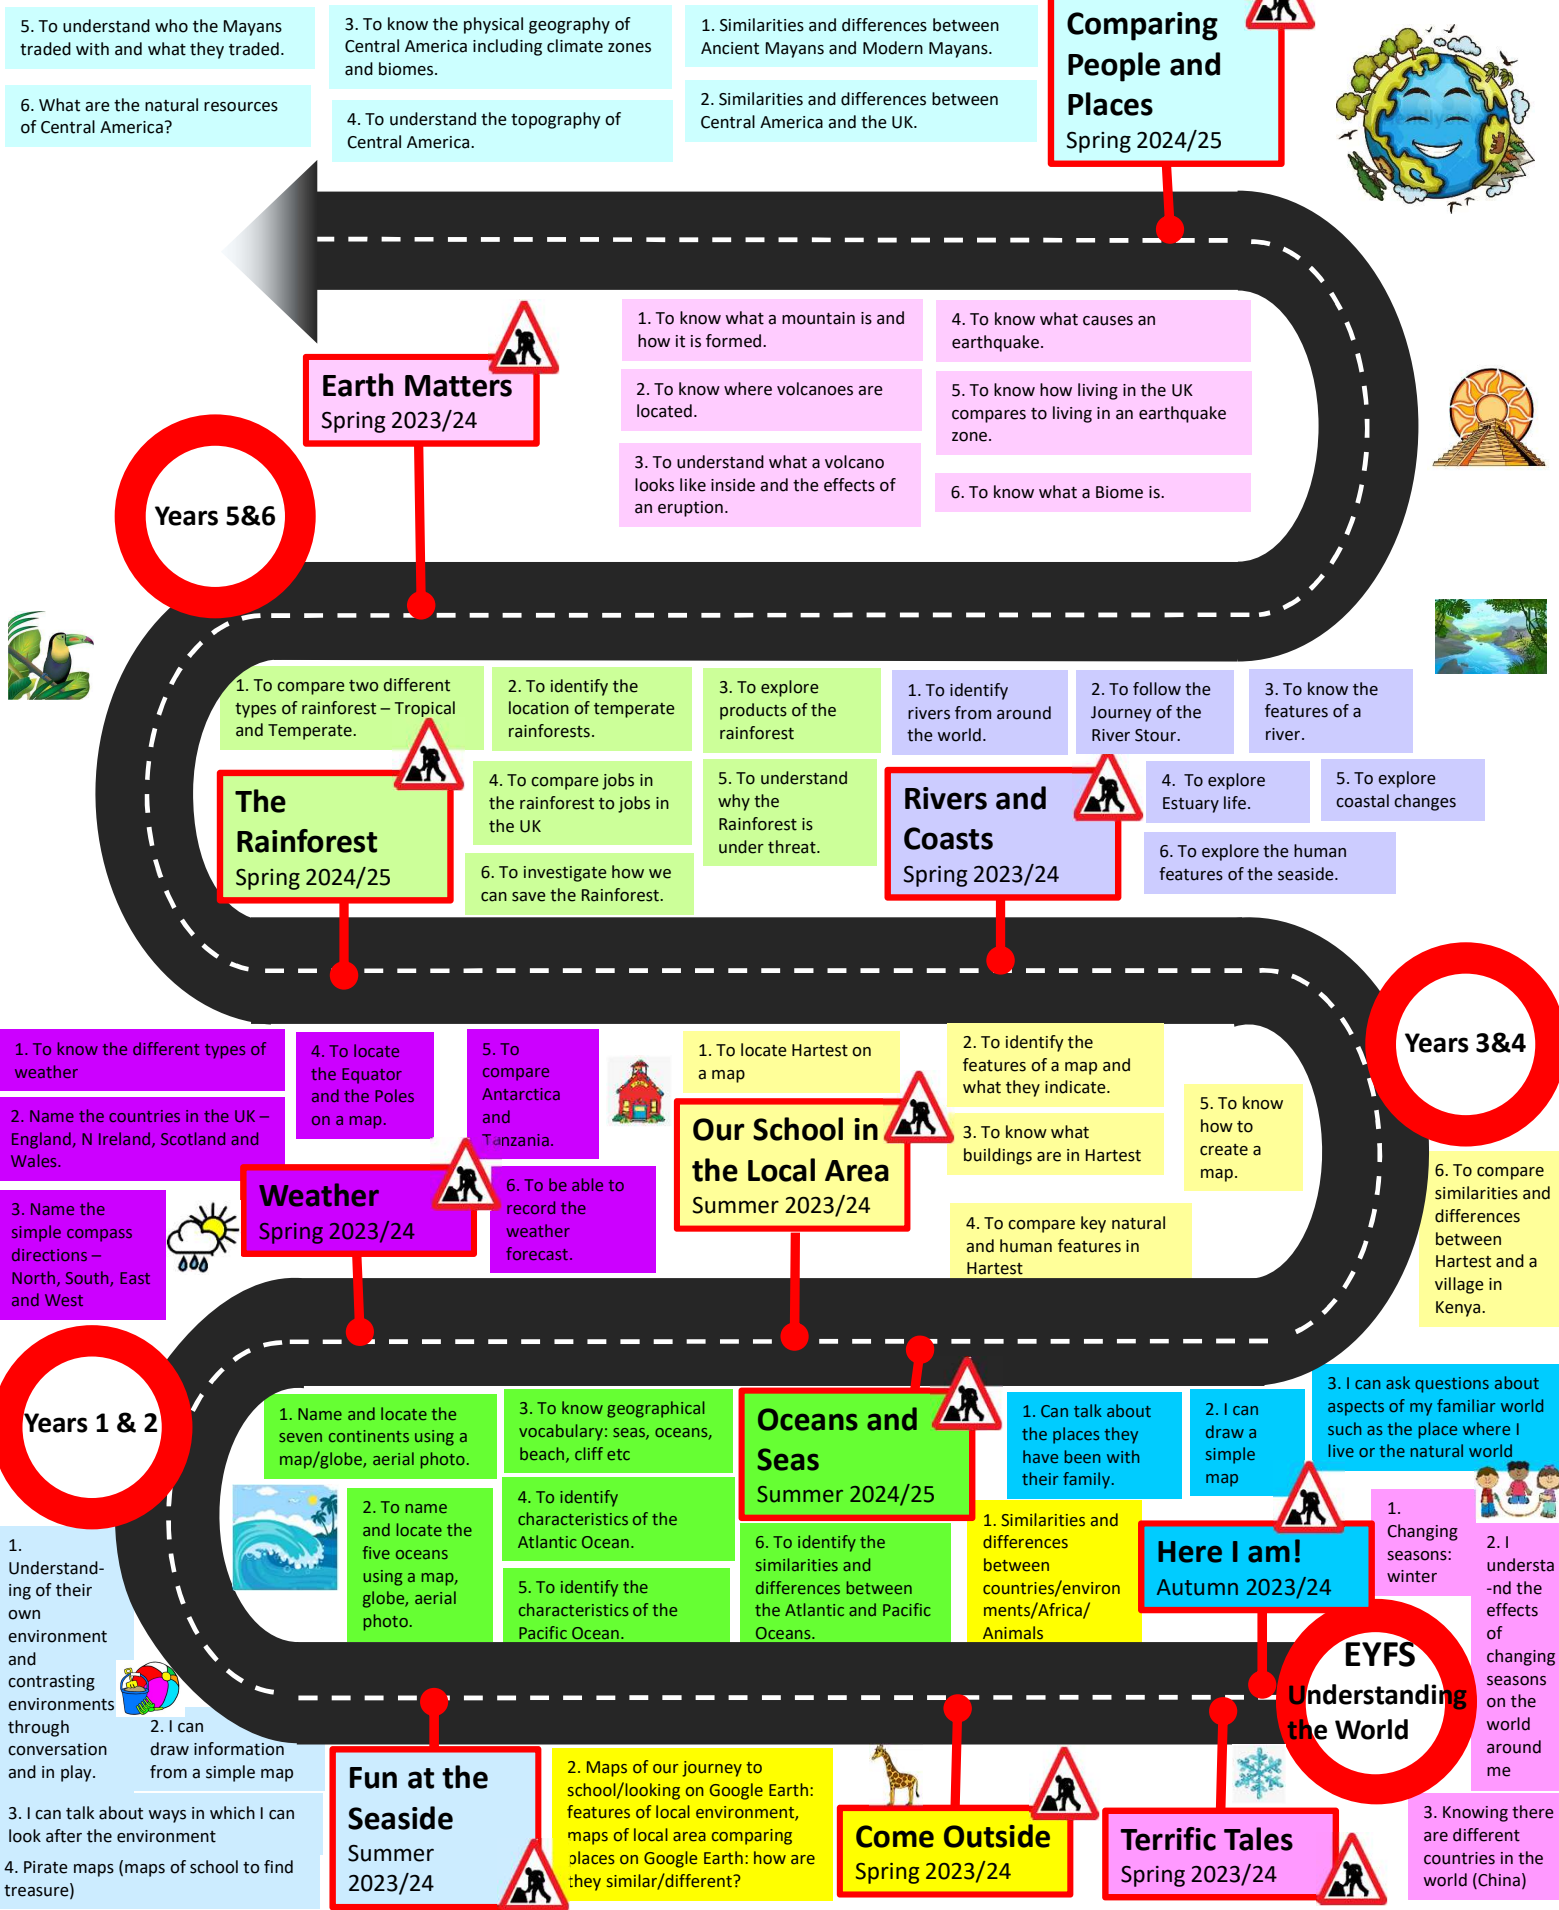 5. To understand who the Mayans
traded with and what they traded.
6. What are the natural resources
of Central America?
3. To know the physical geography of
Central America including climate zones
and biomes.
4. To understand the topography of
Central America.
1. Similarities and differences between
Ancient Mayans and Modern Mayans.
2. Similarities and differences between
Central America and the UK.
Comparing
People and
Places
Spring 2024/25
Earth Matters
Spring 2023/24
1. To know what a mountain is and
how it is formed.
2. To know where volcanoes are
located.
3. To understand what a volcano
looks like inside and the effects of
an eruption.
4. To know what causes an
earthquake.
5. To know how living in the UK
compares to living in an earthquake
zone.
6. To know what a Biome is.
Years 5&6
1. To compare two different
types of rainforest – Tropical
and Temperate.
2. To identify the
location of temperate
rainforests.
3. To explore
products of the
rainforest
The
Rainforest
Spring 2024/25
4. To compare jobs in
the rainforest to jobs in
the UK
5. To understand
why the
Rainforest is
under threat.
6. To investigate how we
can save the Rainforest.
1. To identify
rivers from around
the world.
2. To follow the
Journey of the
River Stour.
3. To know the
features of a
river.
Rivers and
Coasts
Spring 2023/24
4. To explore
Estuary life.
5. To explore
coastal changes
6. To explore the human
features of the seaside.
Years 3&4
1. To know the different types of
weather
2. Name the countries in the UK –
England, N Ireland, Scotland and
Wales.
3. Name the
simple compass
directions –
North, South, East
and West
4. To locate
the Equator
and the Poles
on a map.
5. To
compare
Antarctica
and
Tanzania.
Weather
Spring 2023/24
6. To be able to
record the
weather
forecast.
1. To locate Hartest on
a map
Our School in
the Local Area
Summer 2023/24
2. To identify the
features of a map and
what they indicate.
3. To know what
buildings are in Hartest
4. To compare key natural
and human features in
Hartest
5. To know
how to
create a
map.
6. To compare
similarities and
differences
between
Hartest and a
village in
Kenya.
Years 1 & 2
1. Name and locate the
seven continents using a
map/globe, aerial photo.
2. To name
and locate the
five oceans
using a map,
globe, aerial
photo.
3. To know geographical
vocabulary: seas, oceans,
beach, cliff etc
4. To identify
characteristics of the
Atlantic Ocean.
5. To identify the
characteristics of the
Pacific Ocean.
Oceans and
Seas
Summer 2024/25
6. To identify the
similarities and
differences between
the Atlantic and Pacific
Oceans.
1. Can talk about
the places they
have been with
their family.
2. I can
draw a
simple
map
3. I can ask questions about
aspects of my familiar world
such as the place where I
live or the natural world
Here I am!
Autumn 2023/24
1. Similarities and
differences
between
countries/environ
ments/Africa/
Animals
1.
Changing
seasons:
winter
2. I
understa
-nd the
effects
of
changing
seasons
on the
world
around
me
3. Knowing there
are different
countries in the
world (China)
EYFS
Understanding
the World
1.
Understand-
ing of their
own
environment
and
contrasting
environments
through
conversation
and in play.
2. I can
draw information
from a simple map
3. I can talk about ways in which I can
look after the environment
4. Pirate maps (maps of school to find
treasure)
Fun at the
Seaside
Summer
2023/24
2. Maps of our journey to
school/looking on Google Earth:
features of local environment,
maps of local area comparing
places on Google Earth: how are
they similar/different?
Come Outside
Spring 2023/24
Terrific Tales
Spring 2023/24